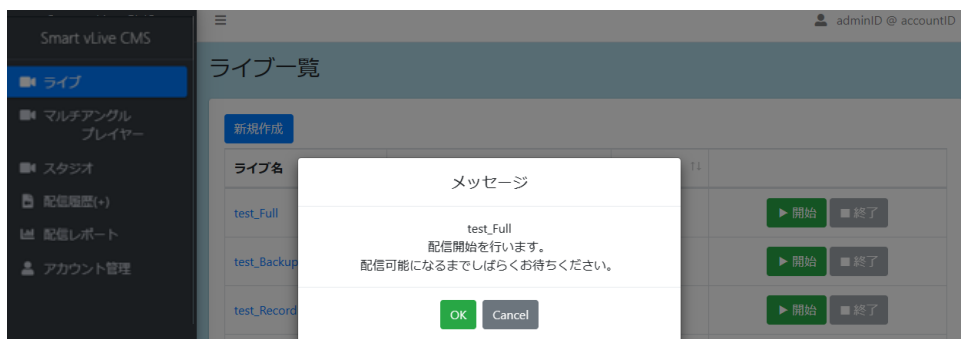 Smart vLive CMS
adminID @ accountID
ライブ
マルチアングル
プレイヤー
スタジオ
配信履歴(+)
配信レポート
アカウント管理
ライブ一覧
新規作成
ライブ名
test_Full
開始
終了
test_Backup
開始
終了
test_Record
開始
終了
メッセージ
test_Full
配信開始を行います。
配信可能になるまでしばらくお待ちください。
OK
Cancel